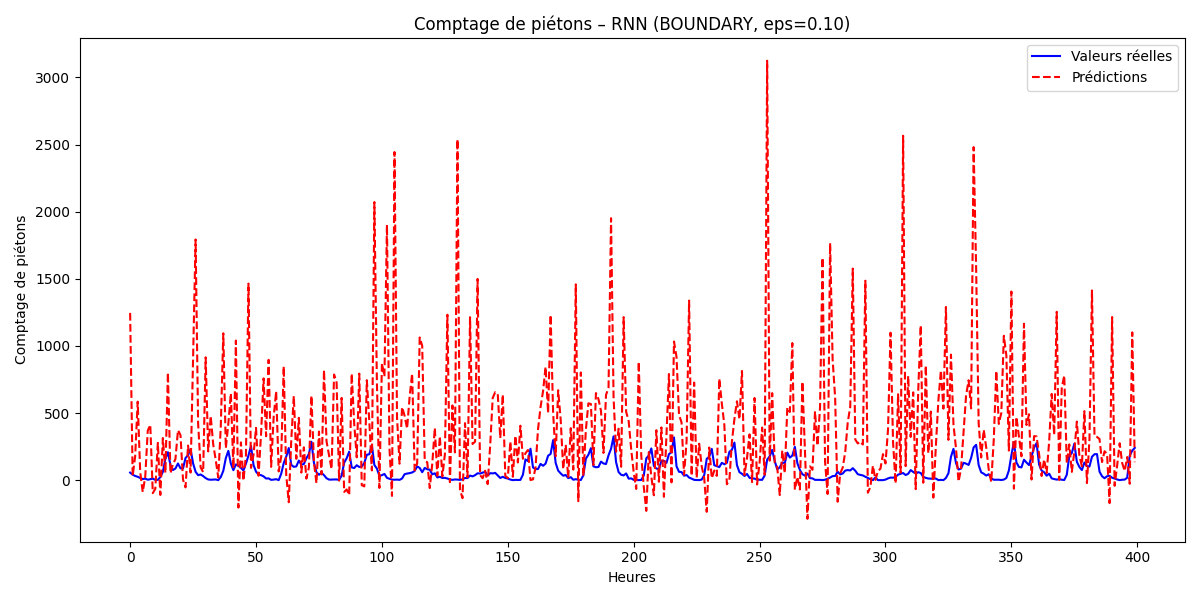 Comptage de piétons – RNN (BOUNDARY, eps=0.10)
Valeurs réelles
Prédictions
Comptage de piétons
3000
2500
2000
1500
1000
500
0
0 50 100 150 200 250 300 350 400
Heures